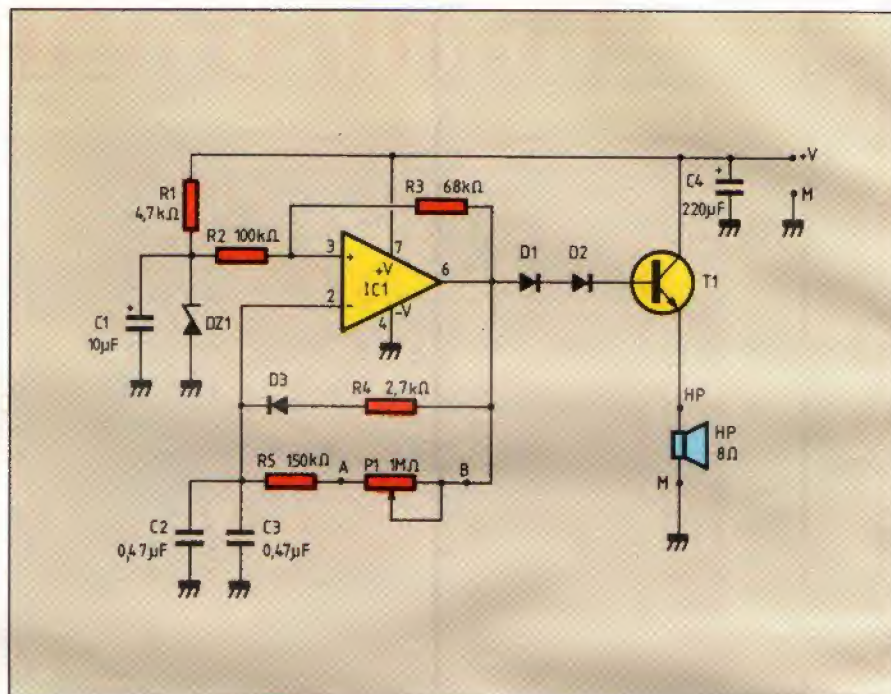 +V
R3 68kΩ
R1
4,7kΩ
C4
220µF
M
R2 100kΩ
3
+
7
+V
IC1
6
D1
D2
T1
2
-
4
-V
C1
10µF
DZ1
D3
R4 2,7kΩ
HP
HP
8Ω
R5 150kΩ
A
P1 1MΩ
B
M
C2
0,47µF
C3
0,47µF
+
+